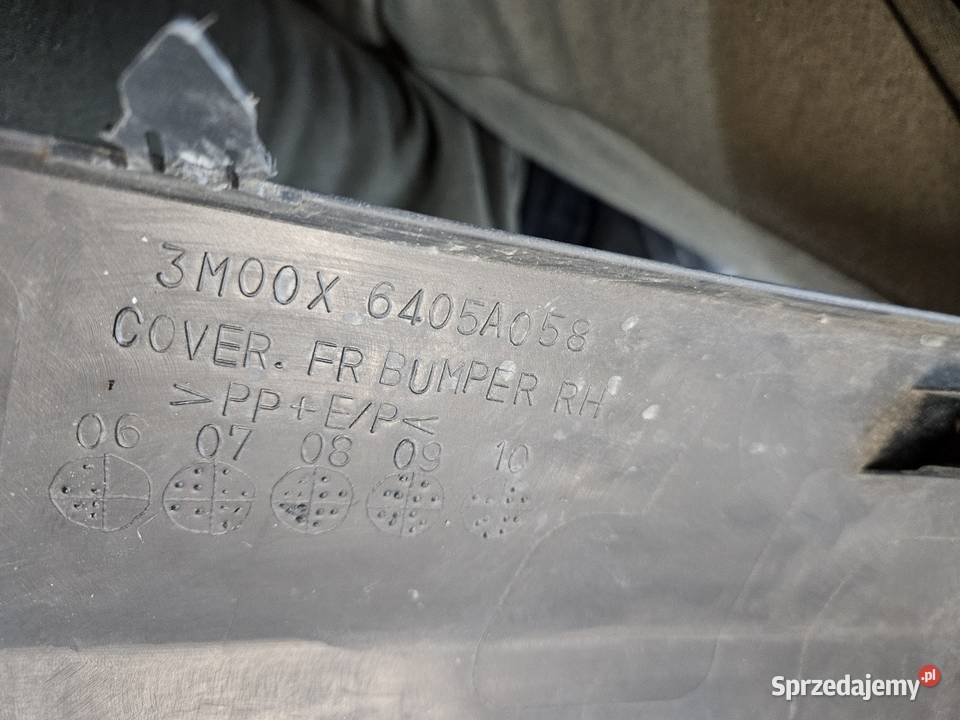 3M00X 6405A058
COVER. FR BUMPER RH
>PP+E/P<
06 07 08 09 10
Sprzedajemy.pl